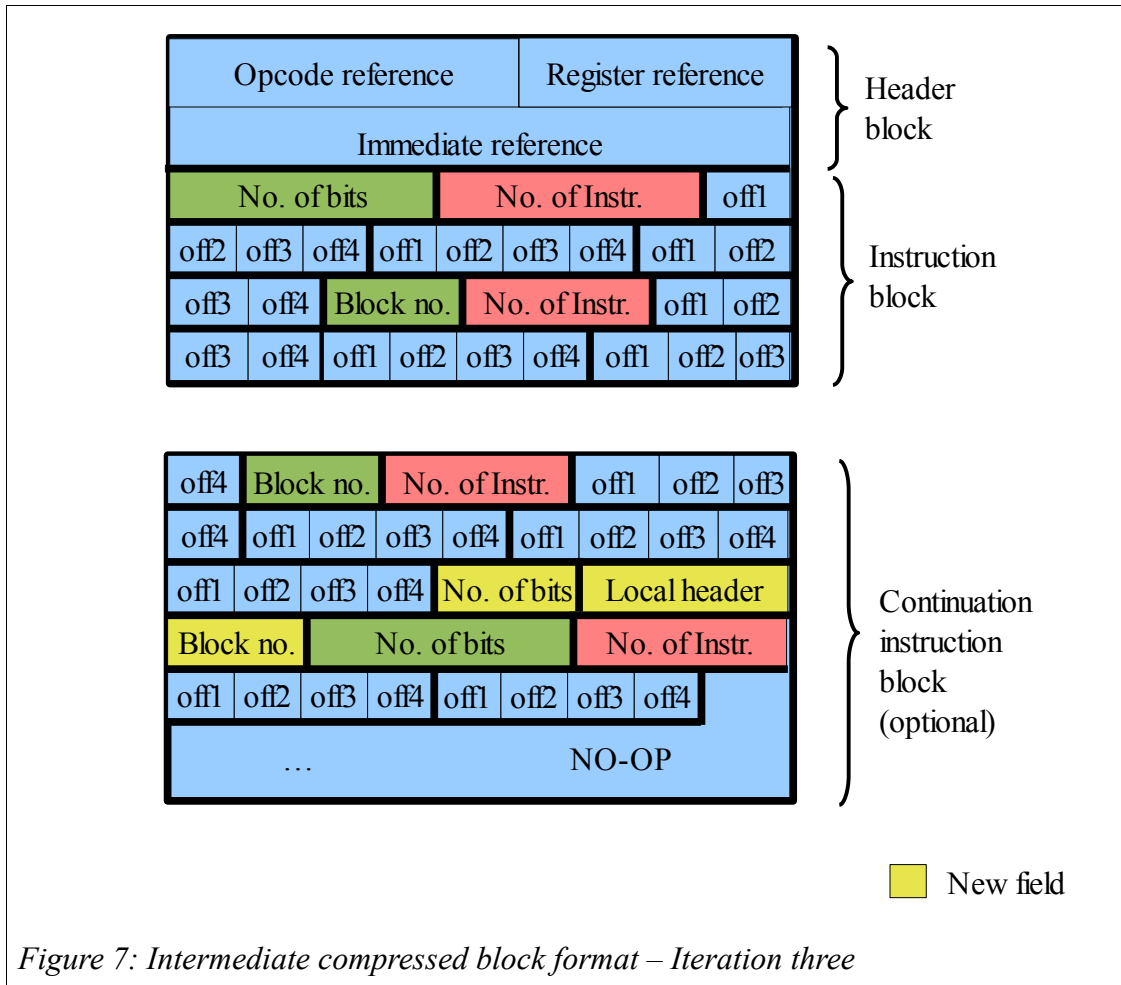 Opcode reference Register reference
Immediate reference
Header
block
No. of bits No. of Instr. off1
off2 off3 off4 off1 off2 off3 off4 off1 off2
off3 off4 Block no. No. of Instr. off1 off2
off3 off4 off1 off2 off3 off4 off1 off2 off3
Instruction
block
off4 Block no. No. of Instr. off1 off2 off3
off4 off1 off2 off3 off4 off1 off2 off3 off4
off1 off2 off3 off4 No. of bits Local header
Block no. No. of bits No. of Instr.
off1 off2 off3 off4 off1 off2 off3 off4
... NO-OP
Continuation
instruction
block
(optional)
New field
Figure 7: Intermediate compressed block format – Iteration three